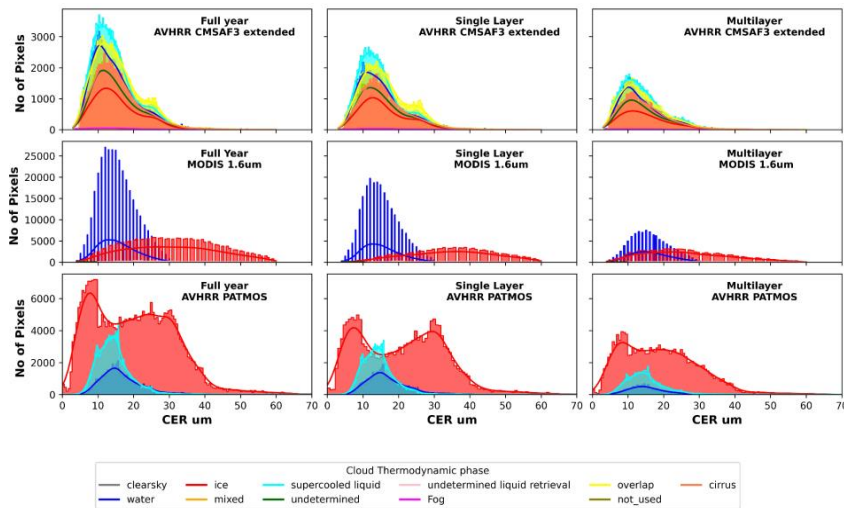 Full year
AVHRR CMSAF3 extended
Single Layer
AVHRR CMSAF3 extended
Multilayer
AVHRR CMSAF3 extended
No of Pixels
3000
2000
1000
0
Full Year
MODIS 1.6um
Single Layer
MODIS 1.6um
Multilayer
MODIS 1.6um
No of Pixels
25000
20000
15000
10000
5000
0
Full year
AVHRR PATMOS
Single Layer
AVHRR PATMOS
Multilayer
AVHRR PATMOS
No of Pixels
6000
4000
2000
0
0 10 20 30 40 50 60 70
0 10 20 30 40 50 60 70
0 10 20 30 40 50 60 70
CER um
CER um
CER um
Cloud Thermodynamic phase
clearsky ice supercooled liquid undetermined liquid retrieval overlap cirrus
water mixed undetermined Fog not_used